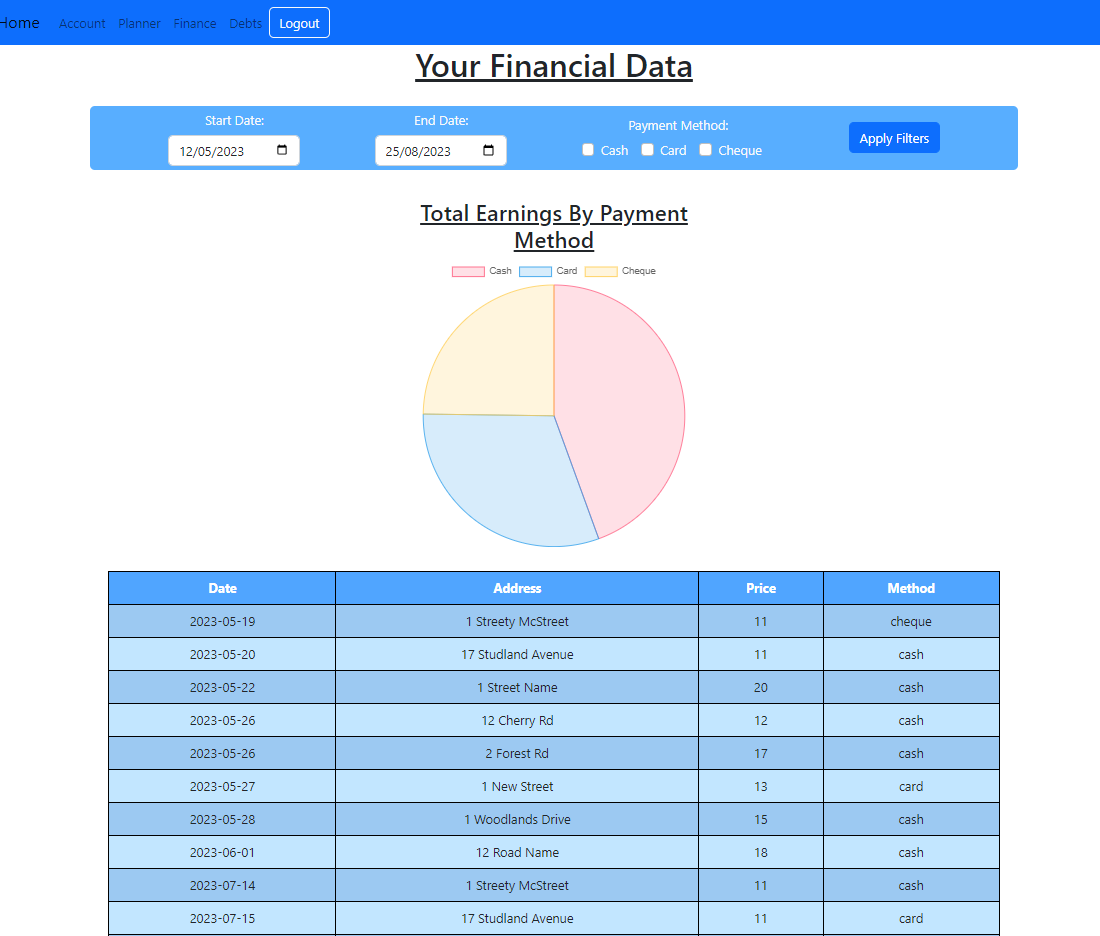 Home Account Planner Finance Debts Logout
Your Financial Data
Start Date: End Date: Payment Method:
12/05/2023 25/08/2023 Cash Card Cheque Apply Filters
Total Earnings By Payment
Method
Cash Card Cheque
Date Address Price Method
2023-05-19 1 Streety McStreet 11 cheque
2023-05-20 17 Studland Avenue 11 cash
2023-05-22 1 Street Name 20 cash
2023-05-26 12 Cherry Rd 12 cash
2023-05-26 2 Forest Rd 17 cash
2023-05-27 1 New Street 13 card
2023-05-28 1 Woodlands Drive 15 cash
2023-06-01 12 Road Name 18 cash
2023-07-14 1 Streety McStreet 11 cash
2023-07-15 17 Studland Avenue 11 card